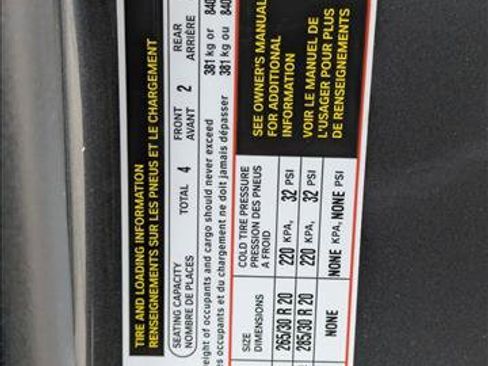 TIRE AND LOADING INFORMATION
RENSEIGNEMENTS SUR LES PNEUS ET LE CHARGEMENT
SEATING CAPACITY
NOMBRE DE PLACES
TOTAL 4
FRONT
AVANT
2
REAR
ARRIÈRE
eight of occupants and cargo should never exceed 381 kg or 840
es occupants et du chargement ne doit jamais dépasser 381 kg ou 840
SIZE
DIMENSIONS
COLD TIRE PRESSURE
PRESSION DES PNEUS
A FROID
265/30 R 20 220 KPA, 32 PSI
285/30 R 20 220 KPA, 32 PSI
NONE NONE KPA, NONE PSI
SEE OWNER'S MANUAL
FOR ADDITIONAL
INFORMATION
VOIR LE MANUEL DE
L'USAGER POUR PLUS
DE RENSEIGNEMENTS